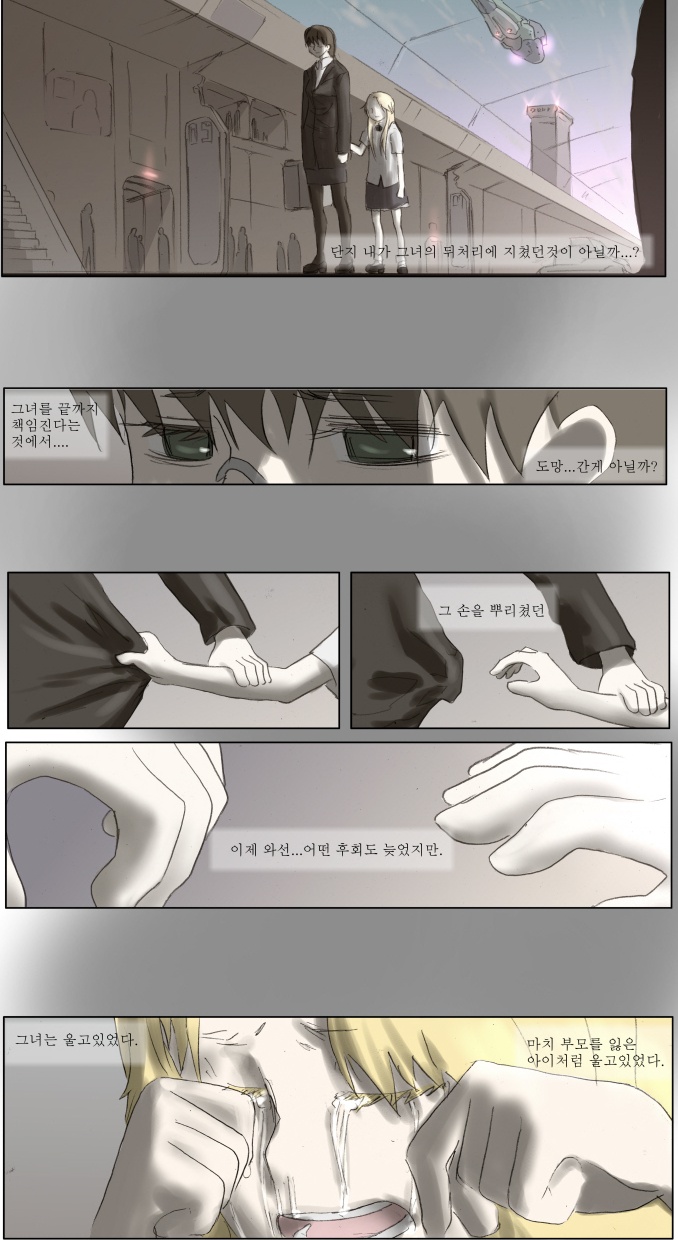 단지 내가 그녀의 뒤처리에 지쳤던것이 아닐까...?
그녀를 끝까지
책임진다는
것에서....
도망...간게 아닐까?
그 손을 뿌리쳤던
이제 와선...어떤 후회도 늦었지만.
그녀는 울고있었다.
마치 부모를 잃은
아이처럼 울고있었다.